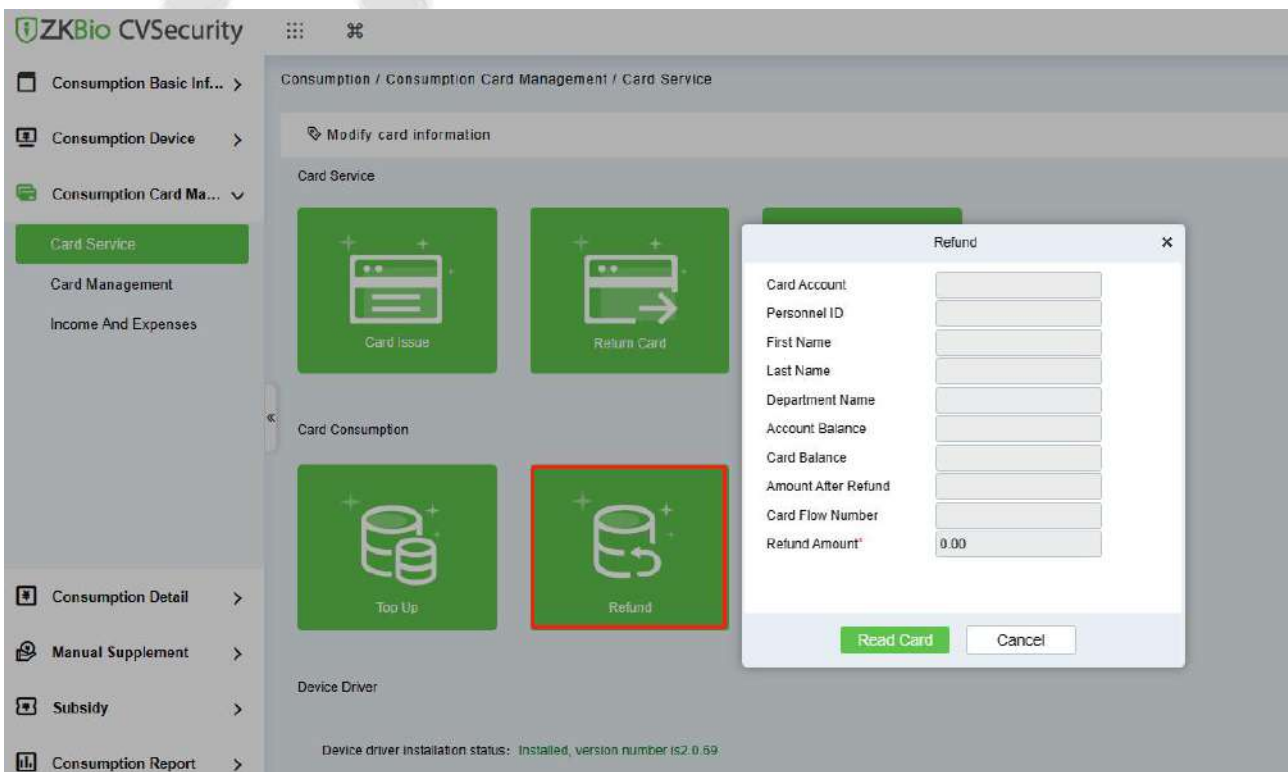 ZKBio CVSecurity
Consumption Basic Inf...
Consumption Device
Consumption Card Ma...
Card Service
Card Management
Income And Expenses
Consumption Detail
Manual Supplement
Subsidy
Consumption Report
Consumption / Consumption Card Management / Card Service
Modify card information
Card Service
Card Issue
Return Card
Card Consumption
Top Up
Refund
Device Driver
Device driver installation status: Installed, version number is2.0.69
Refund
Card Account
Personnel ID
First Name
Last Name
Department Name
Account Balance
Card Balance
Amount After Refund
Card Flow Number
Refund Amount* 0.00
Read Card Cancel